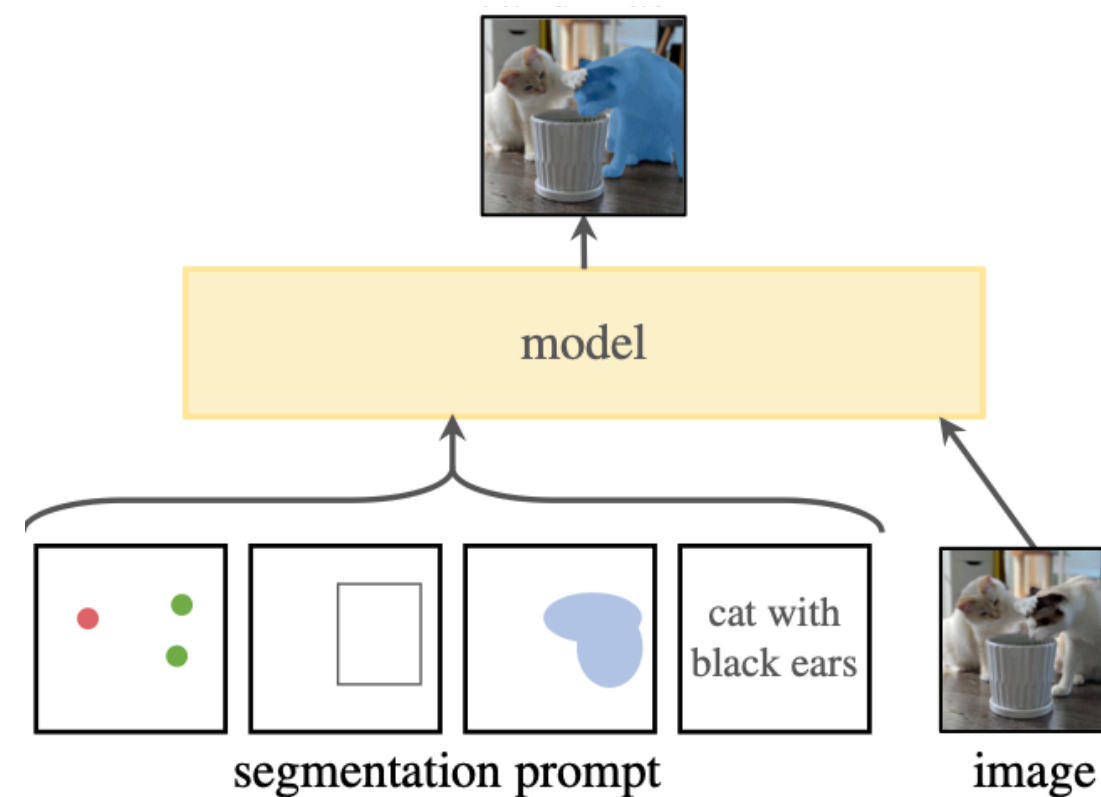 model
cat with
black ears
segmentation prompt
image